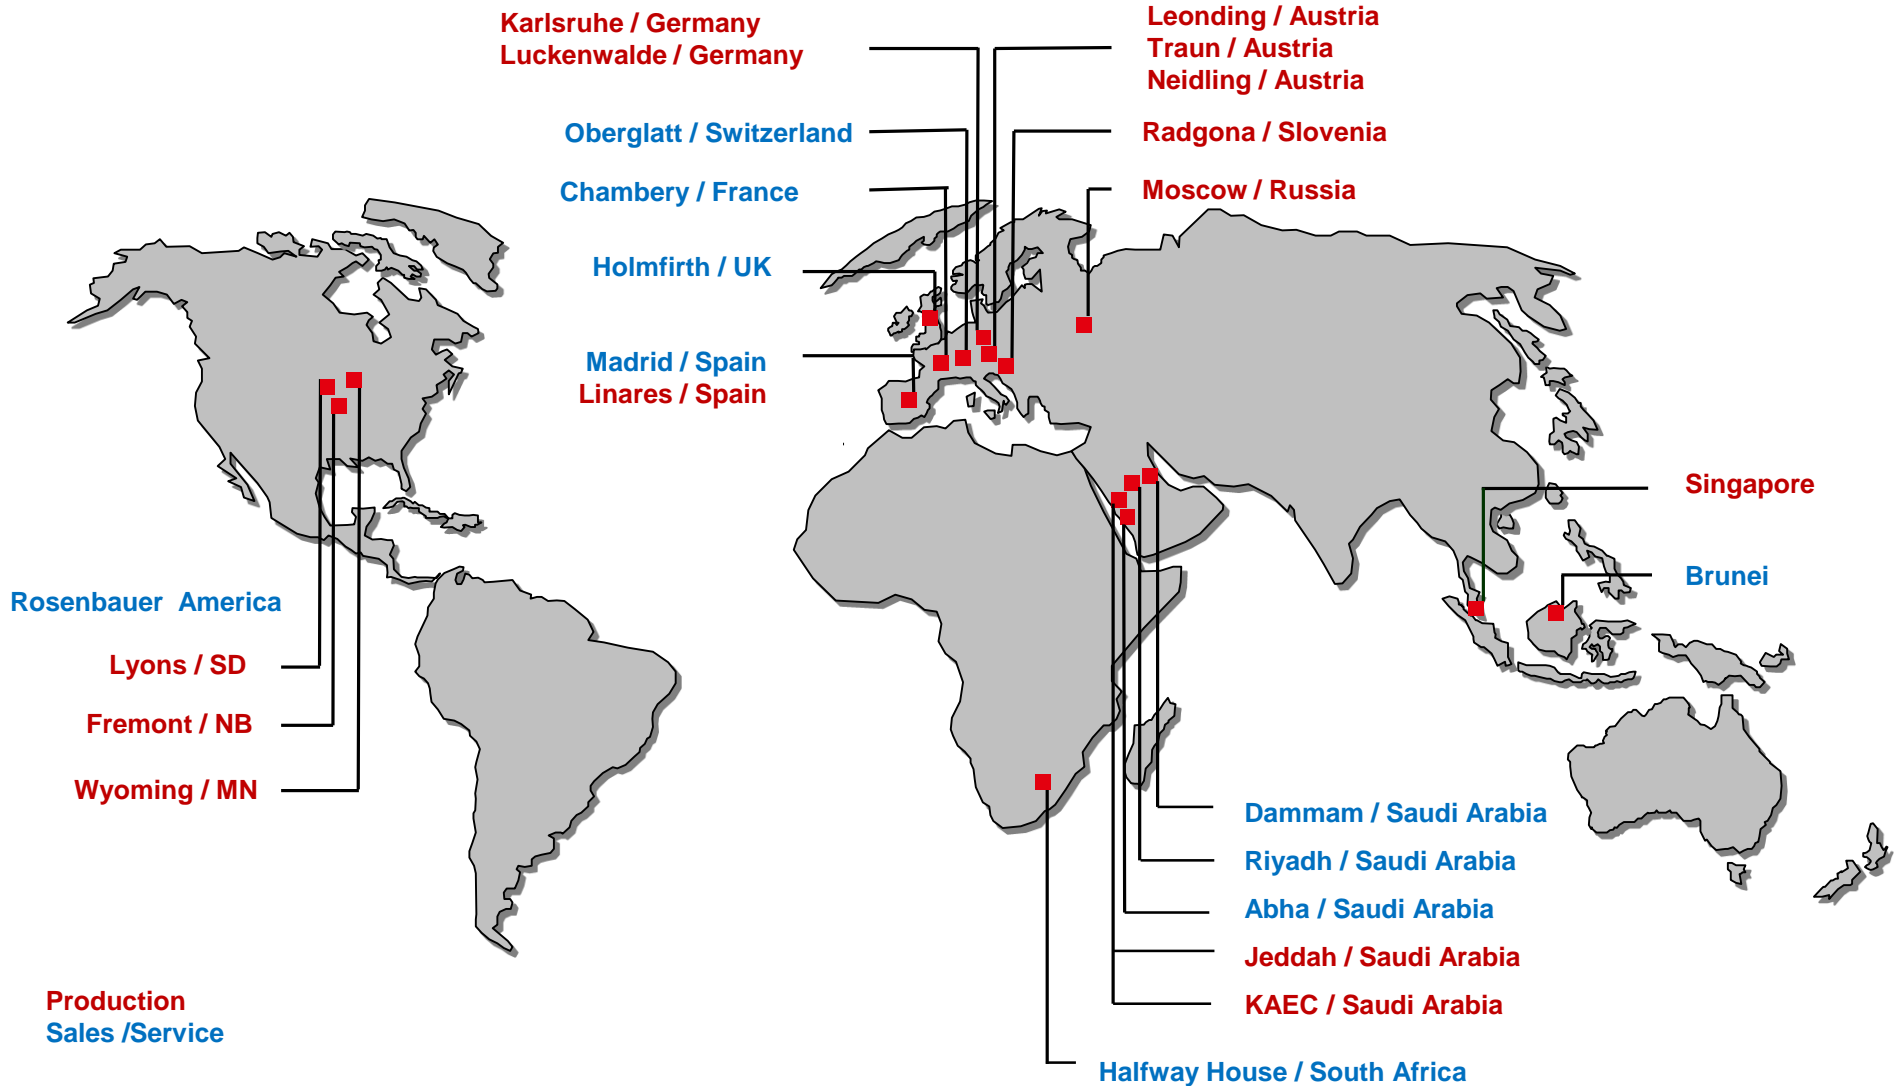 Karlsruhe / Germany
Luckenwalde / Germany
Leonding / Austria
Traun / Austria
Neidling / Austria
Oberglatt / Switzerland
Radgona / Slovenia
Chambery / France
Moscow / Russia
Holmfirth / UK
Madrid / Spain
Linares / Spain
Singapore
Brunei
Rosenbauer America
Lyons / SD
Fremont / NB
Wyoming / MN
Dammam / Saudi Arabia
Riyadh / Saudi Arabia
Abha / Saudi Arabia
Jeddah / Saudi Arabia
KAEC / Saudi Arabia
Halfway House / South Africa
Production
Sales /Service